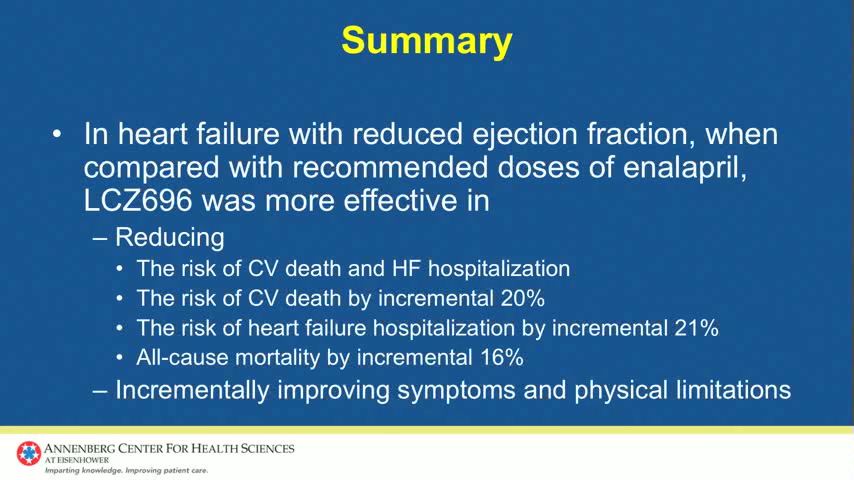 Summary
• In heart failure with reduced ejection fraction, when
compared with recommended doses of enalapril,
LCZ696 was more effective in
– Reducing
• The risk of CV death and HF hospitalization
• The risk of CV death by incremental 20%
• The risk of heart failure hospitalization by incremental 21%
• All-cause mortality by incremental 16%
– Incrementally improving symptoms and physical limitations
ANNENBERG CENTER FOR HEALTH SCIENCES
AT EISENHOWER
Imparting knowledge. Improving patient care.